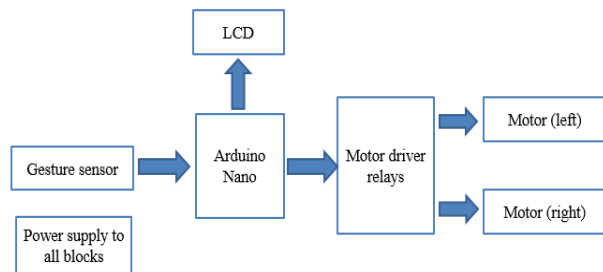 LCD
Gesture sensor
Arduino
Nano
Motor driver
relays
Motor (left)
Motor (right)
Power supply to
all blocks